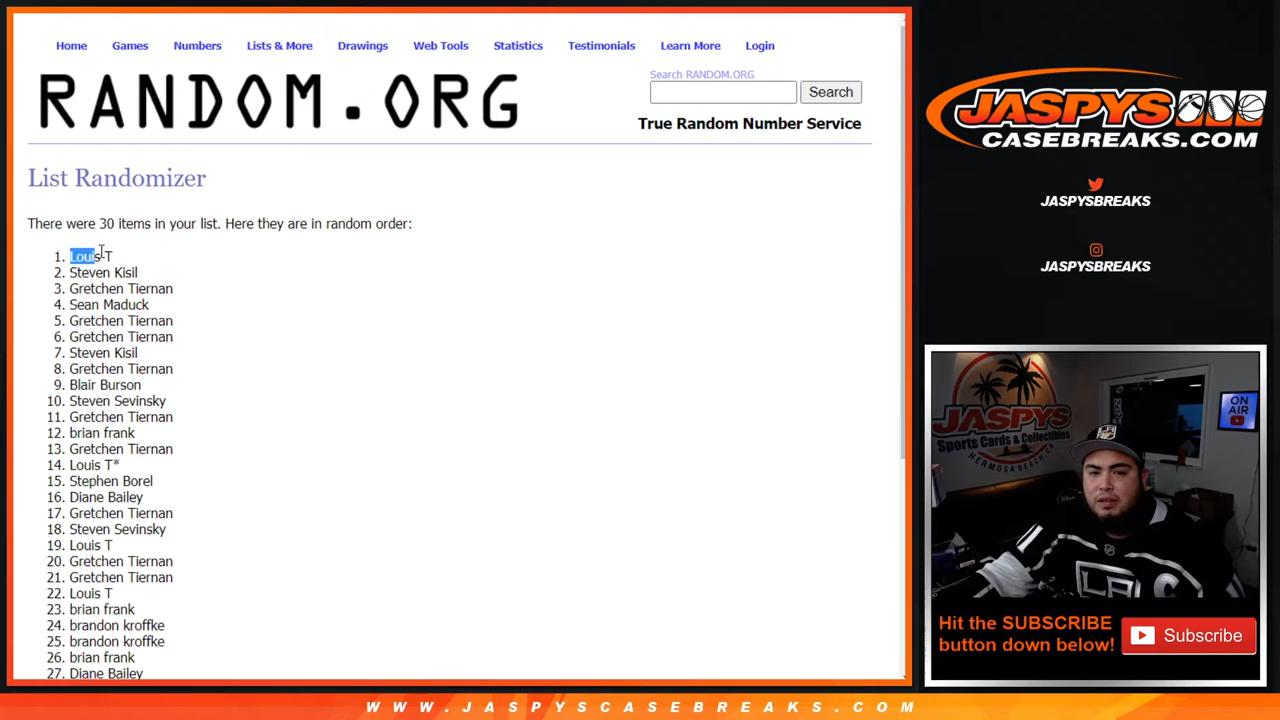 Home Games Numbers Lists & More Drawings Web Tools Statistics Testimonials Learn More Login
RANDOM.ORG
Search RANDOM.ORG
Search
True Random Number Service
List Randomizer
There were 30 items in your list. Here they are in random order:
1. Louis T
2. Steven Kisil
3. Gretchen Tiernan
4. Sean Maduck
5. Gretchen Tiernan
6. Gretchen Tiernan
7. Steven Kisil
8. Gretchen Tiernan
9. Blair Burson
10. Steven Sevinsky
11. Gretchen Tiernan
12. brian frank
13. Gretchen Tiernan
14. Louis T*
15. Stephen Borel
16. Diane Bailey
17. Gretchen Tiernan
18. Steven Sevinsky
19. Louis T
20. Gretchen Tiernan
21. Gretchen Tiernan
22. Louis T
23. brian frank
24. brandon kroffke
25. brandon kroffke
26. brian frank
27. Diane Bailey
JASPYS
CASEBREAKS.COM
JASPYSBREAKS
JASPYSBREAKS
JASPYS
Sports Cards & Collectibles
HERMOSA BEACH, CA
ON
AIR
LA
C
Hit the SUBSCRIBE
button down below!
Subscribe
WWW.JASPYSCASEBREAKS.COM